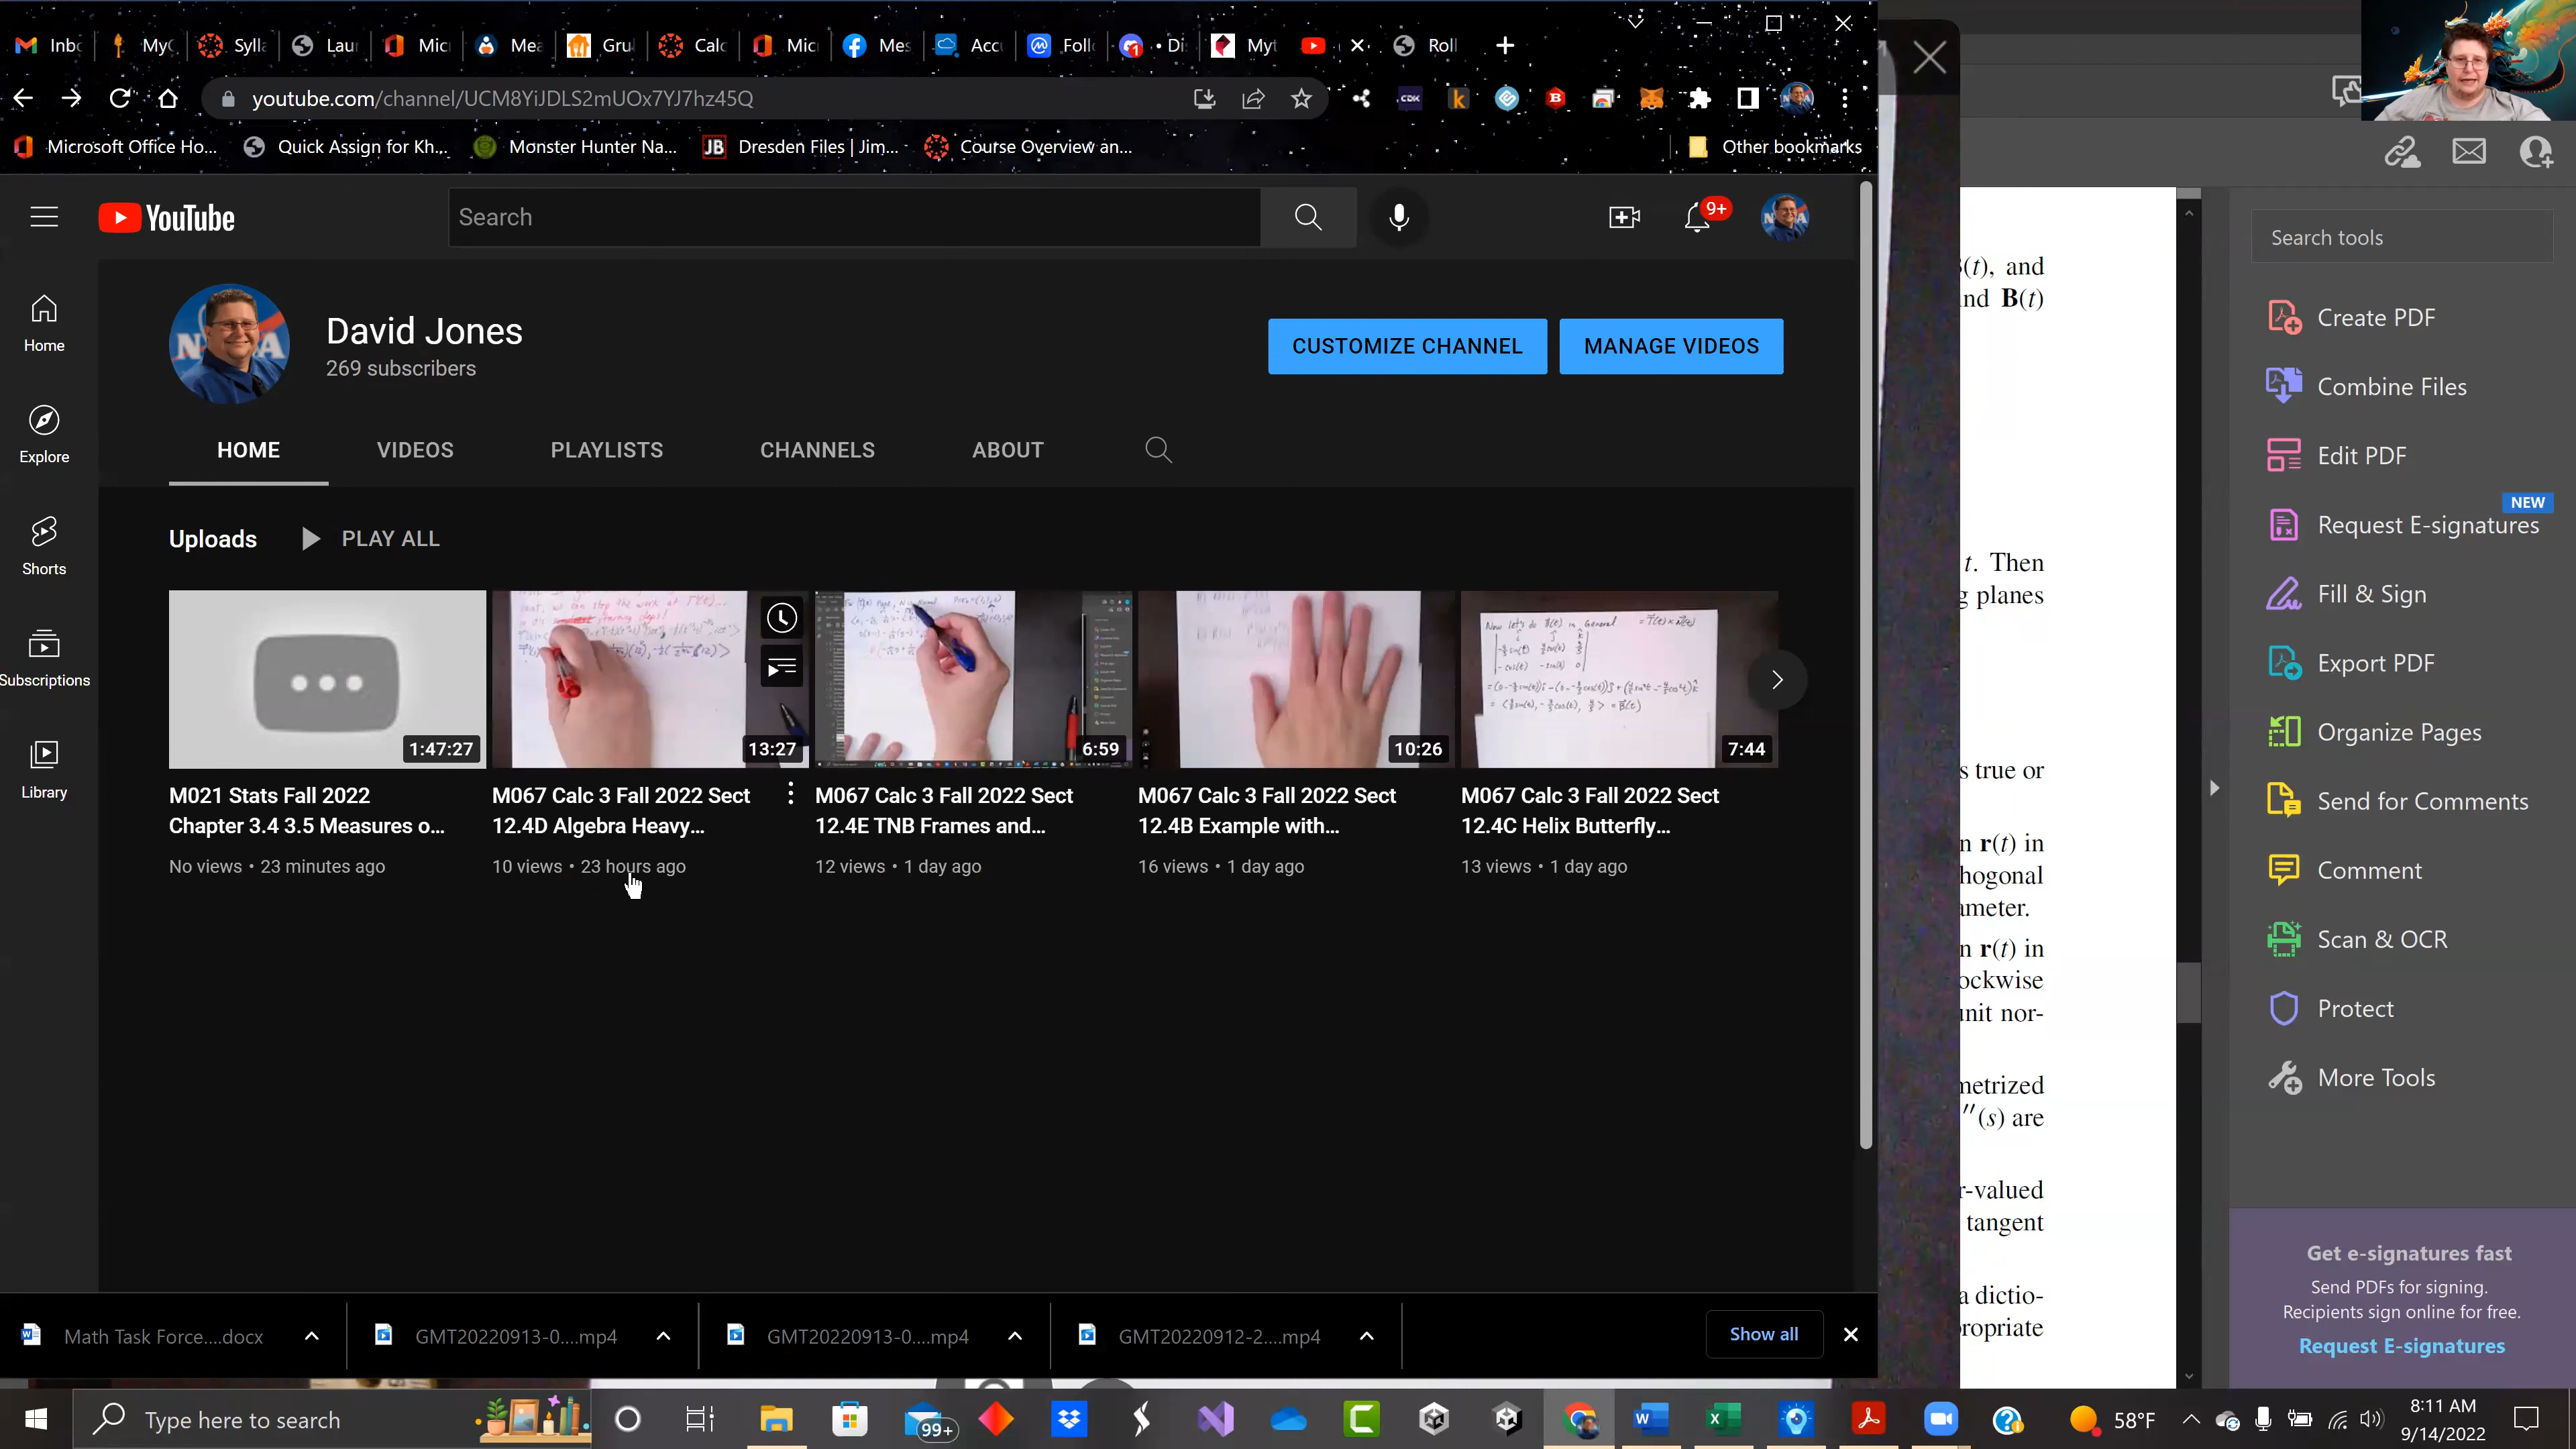 Inbc
MyC
Sylla
Laun
Micr
Mea
Gru
Calc
Micr
Mes
Acco
Follo
Di
Myt
Roll
youtube.com/channel/UCM8YiJDLS2mUOx7YJ7hz45Q
Microsoft Office Ho...
Quick Assign for Kh...
Monster Hunter Na...
JB Dresden Files | Jim...
Course Overview an...
Other bookmarks
YouTube
Search
9+
Home
Explore
Shorts
Subscriptions
Library
David Jones
269 subscribers
CUSTOMIZE CHANNEL
MANAGE VIDEOS
HOME VIDEOS PLAYLISTS CHANNELS ABOUT
Uploads PLAY ALL
1:47:27
M021 Stats Fall 2022
Chapter 3.4 3.5 Measures o...
No views • 23 minutes ago
13:27
M067 Calc 3 Fall 2022 Sect
12.4D Algebra Heavy...
10 views • 23 hours ago
6:59
M067 Calc 3 Fall 2022 Sect
12.4E TNB Frames and...
12 views • 1 day ago
10:26
M067 Calc 3 Fall 2022 Sect
12.4B Example with...
16 views • 1 day ago
Now let's do B(t) in General
7:44
M067 Calc 3 Fall 2022 Sect
12.4C Helix Butterfly...
13 views • 1 day ago
Math Task Force....docx
GMT20220913-0....mp4
GMT20220913-0....mp4
GMT20220912-2....mp4
Show all
(t), and
nd B(t)
t. Then
g planes
s true or
n r(t) in
hogonal
ameter.
n r(t) in
ockwise
nit nor-
netrized
″(s) are
r-valued
tangent
a dictio-
ropriate
Search tools
Create PDF
Combine Files
Edit PDF
NEW
Request E-signatures
Fill & Sign
Export PDF
Organize Pages
Send for Comments
Comment
Scan & OCR
Protect
More Tools
Get e-signatures fast
Send PDFs for signing.
Recipients sign online for free.
Request E-signatures
Type here to search
99+
58°F
8:11 AM
9/14/2022